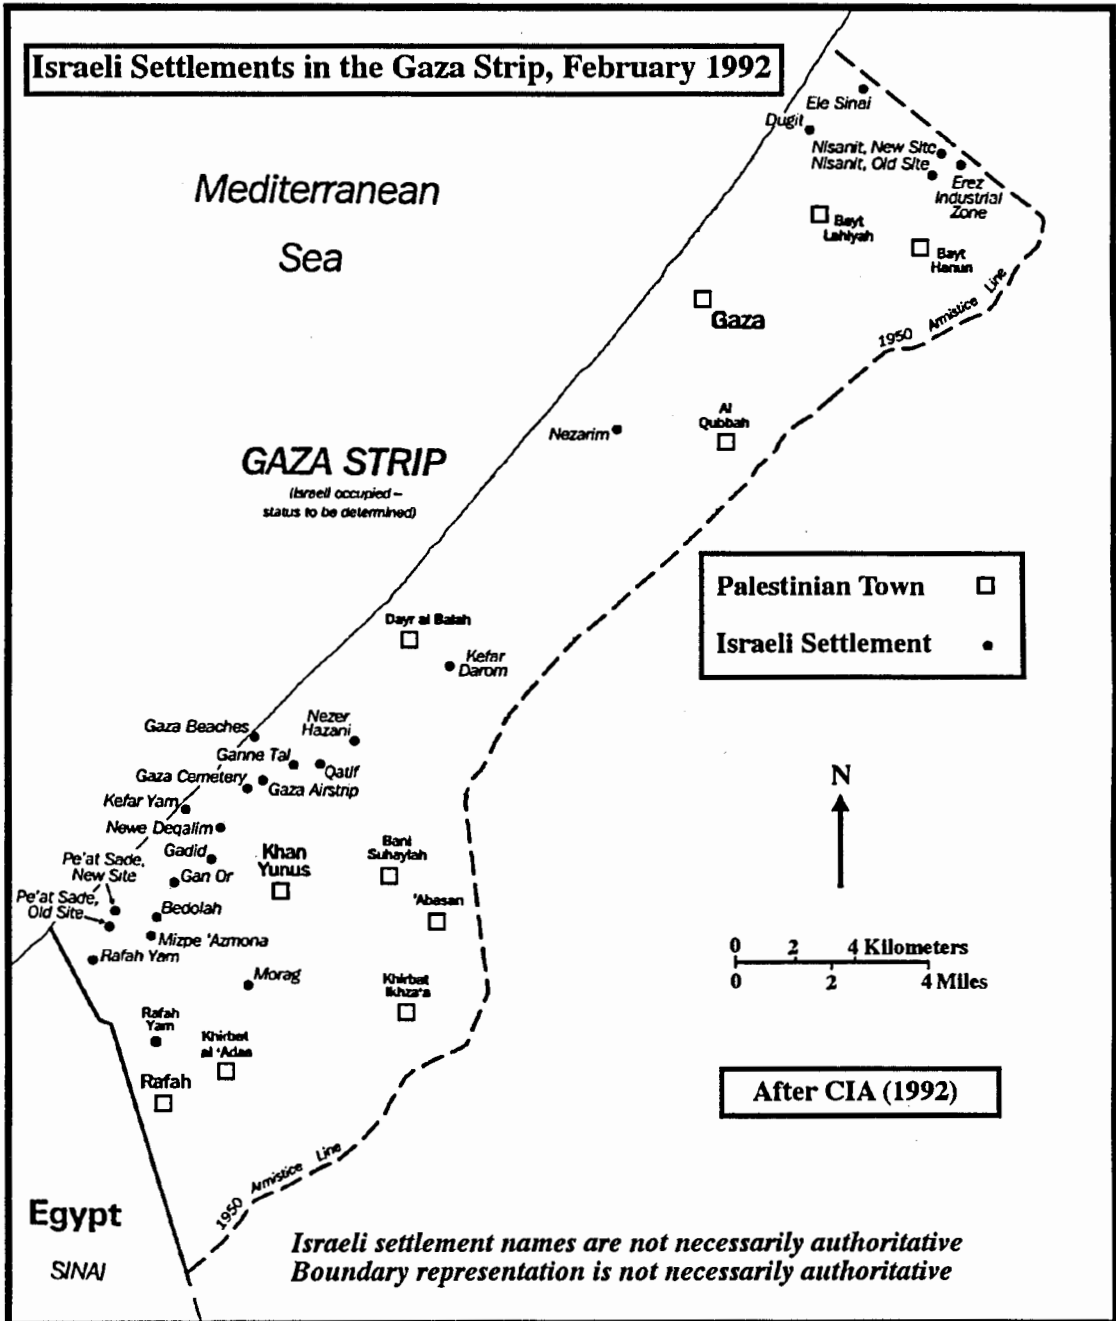 Israeli Settlements in the Gaza Strip, February 1992
Ele Sinai
Dugit
Nisanit, New Site
Nisanit, Old Site
Erez
Industrial
Zone
Mediterranean
Sea
Bayt
Lahiyah
Bayt
Hanun
Gaza
1950 Armistice Line
Al
Qubbah
Nezarim
GAZA STRIP
(Israeli occupied –
status to be determined)
Palestinian Town
Israeli Settlement
Dayr al Balah
Kefar
Darom
Gaza Beaches
Nezer
Hazani
Ganne Tal
Qatif
Gaza Cemetery
Gaza Airstrip
Kefar Yam
Newe Deqalim
Gadid
Khan
Yunus
Bani
Suhaylah
Pe'at Sade,
New Site
Gan Or
Pe'at Sade,
Old Site
Bedolah
'Abasan
Mizpe 'Azmona
Rafah Yam
Morag
Khirbat
Ikhza'a
Rafah
Yam
Khirbat
al 'Adas
Rafah
N
0 2 4 Kilometers
0 2 4 Miles
After CIA (1992)
1950 Armistice Line
Egypt
SINAI
Israeli settlement names are not necessarily authoritative
Boundary representation is not necessarily authoritative